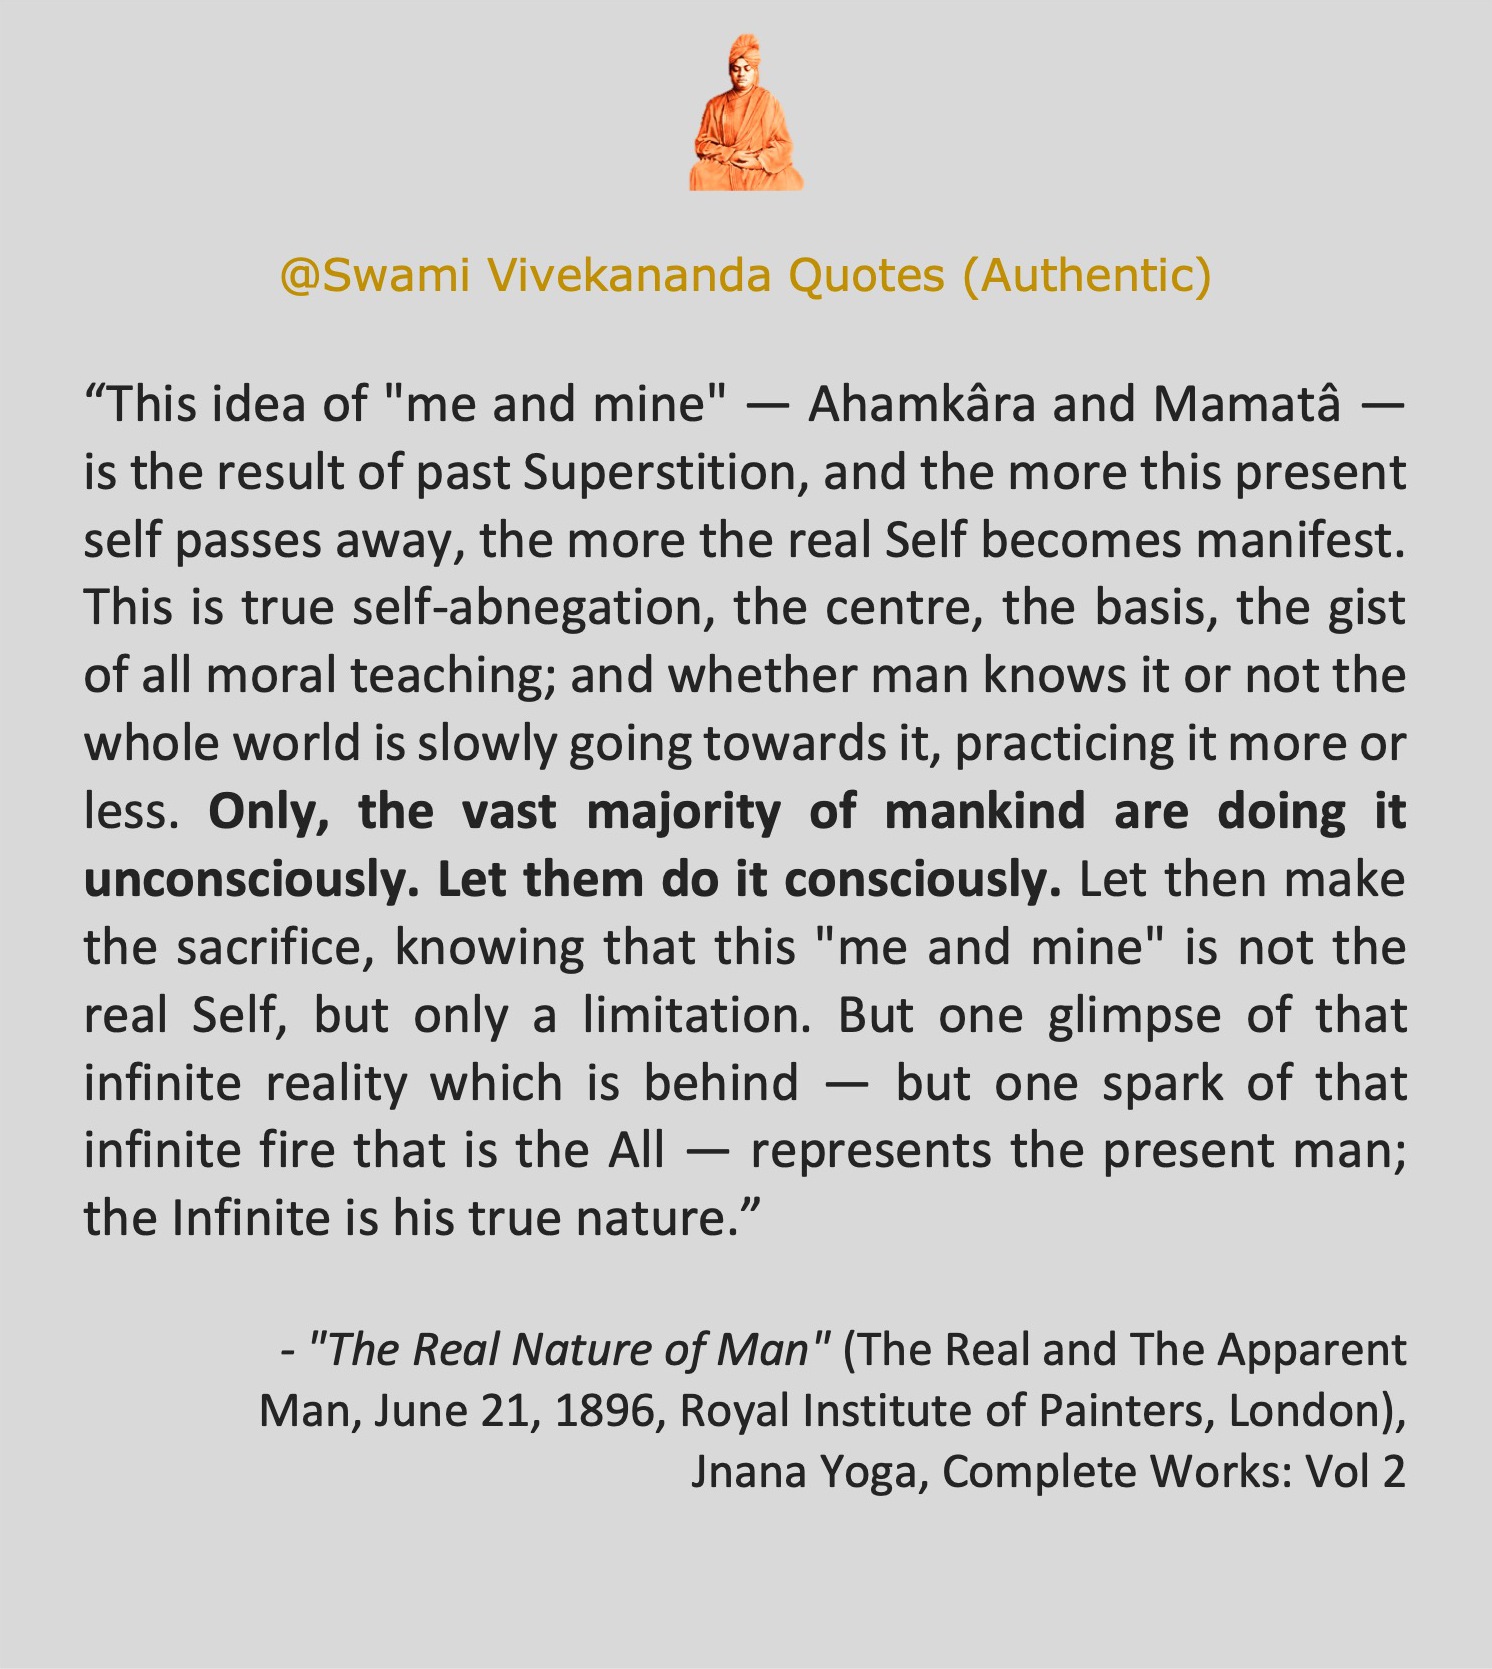 @Swami Vivekananda Quotes (Authentic)
“This idea of "me and mine" — Ahamkâra and Mamatâ —
is the result of past Superstition, and the more this present
self passes away, the more the real Self becomes manifest.
This is true self-abnegation, the centre, the basis, the gist
of all moral teaching; and whether man knows it or not the
whole world is slowly going towards it, practicing it more or
less. Only, the vast majority of mankind are doing it
unconsciously. Let them do it consciously. Let then make
the sacrifice, knowing that this "me and mine" is not the
real Self, but only a limitation. But one glimpse of that
infinite reality which is behind — but one spark of that
infinite fire that is the All — represents the present man;
the Infinite is his true nature.”
- "The Real Nature of Man" (The Real and The Apparent
Man, June 21, 1896, Royal Institute of Painters, London),
Jnana Yoga, Complete Works: Vol 2